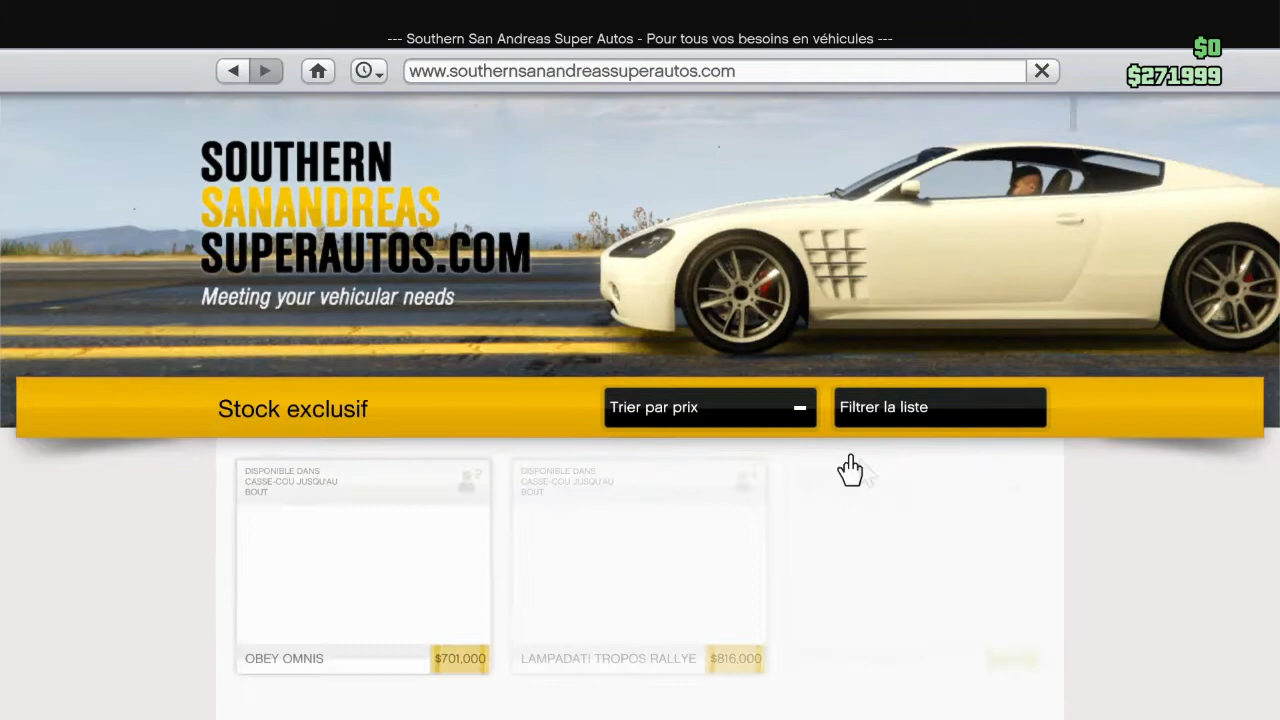 --- Southern San Andreas Super Autos - Pour tous vos besoins en véhicules ---
$0
www.southernsanandreassuperautos.com
$271999
SOUTHERN
SANANDREAS
SUPERAUTOS.COM
Meeting your vehicular needs
Stock exclusif
Trier par prix
Filtrer la liste
DISPONIBLE DANS
CASSE-COU JUSQU'AU
BOUT
DISPONIBLE DANS
CASSE-COU JUSQU'AU
BOUT
OBEY OMNIS
$701,000
LAMPADATI TROPOS RALLYE
$816,000